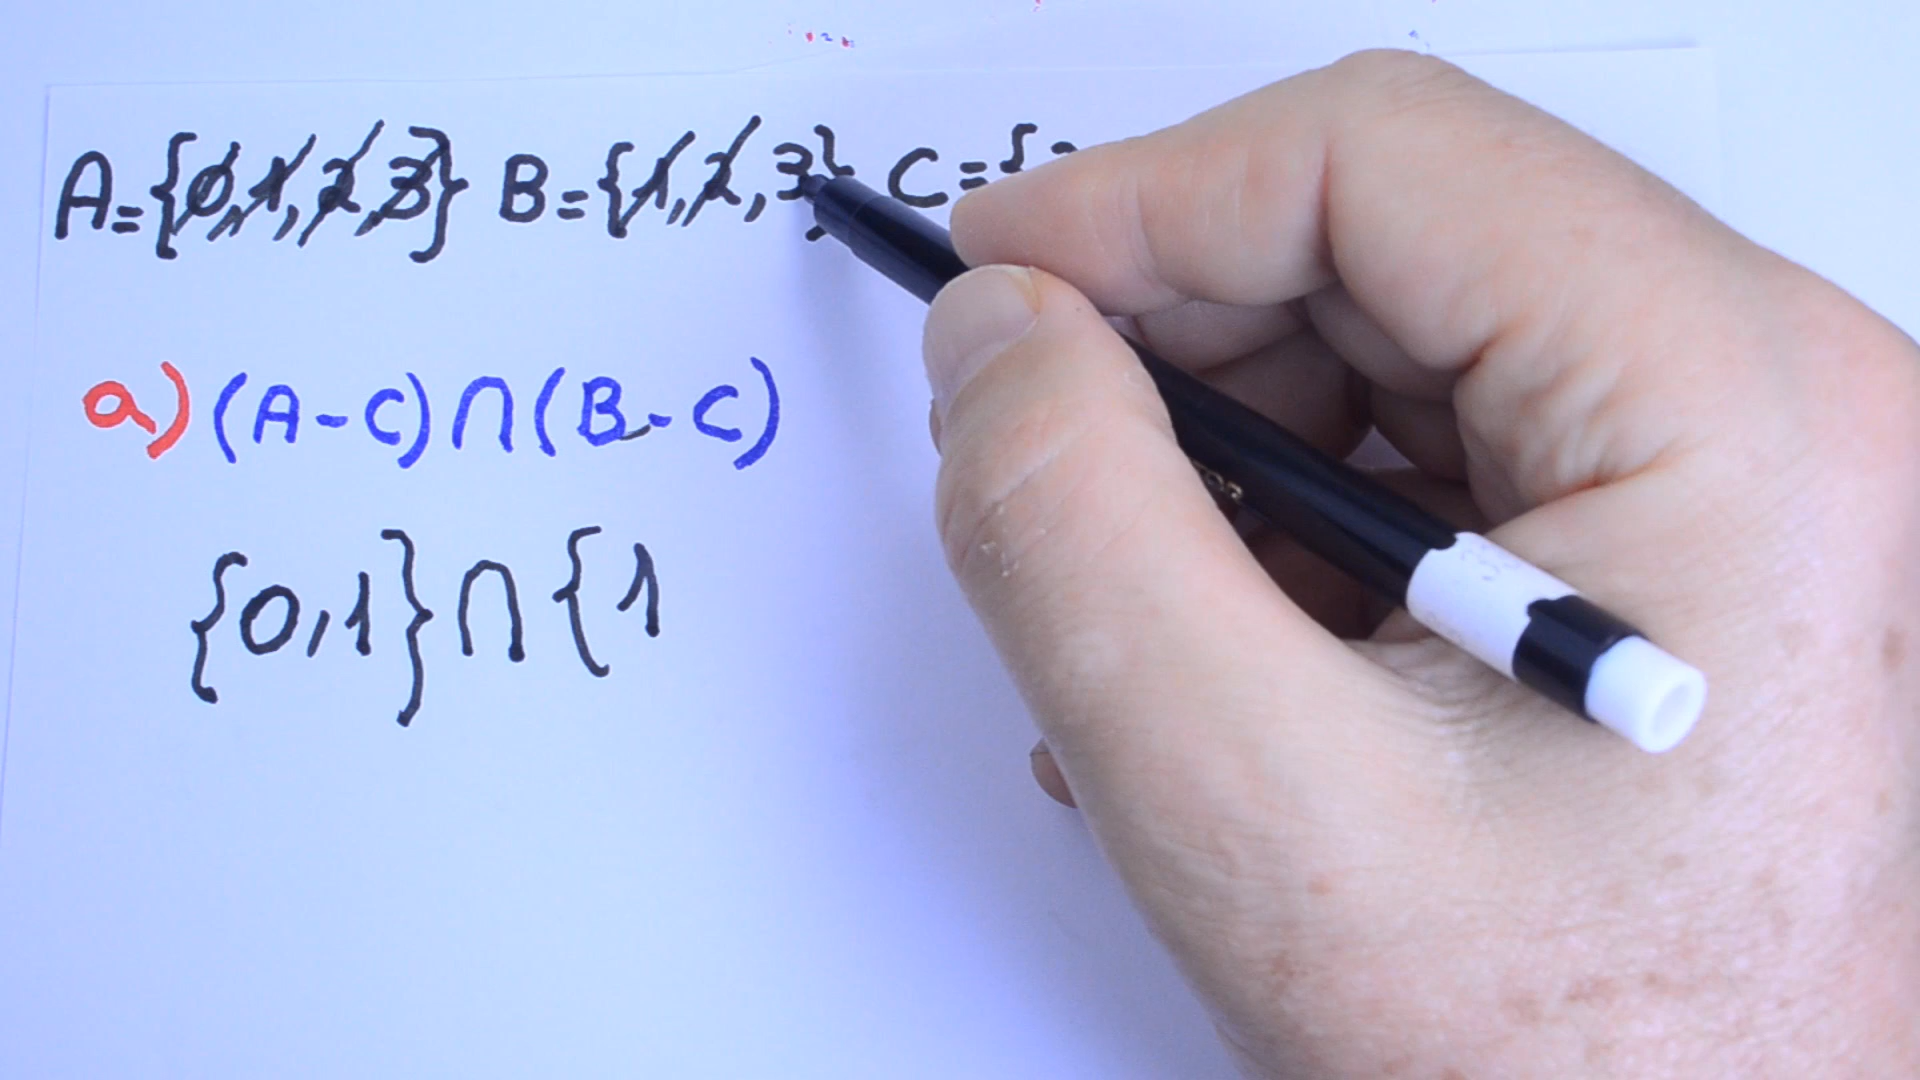 A={0,1,2,3} B={1,2,3} C={
a) (A-C)∩(B-C)
{0,1}∩{1